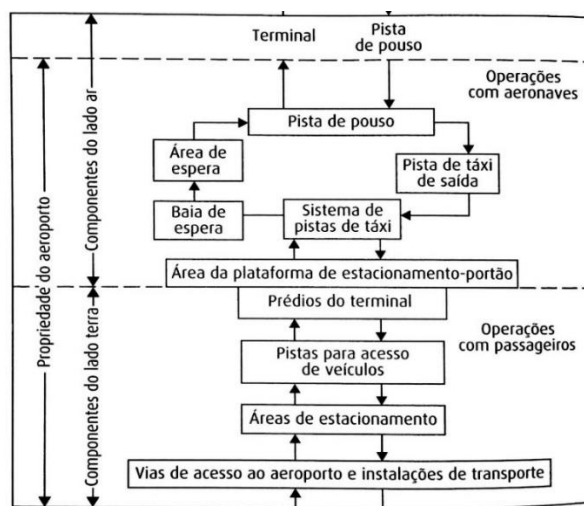 Terminal
Pista
de pouso
Operações
com aeronaves
Pista de pouso
Área de
espera
Pista de táxi
de saída
Baia de
espera
Sistema de
pistas de táxi
Área da plataforma de estacionamento-portão
Prédios do terminal
Operações
com passageiros
Pistas para acesso
de veículos
Áreas de estacionamento
Vias de acesso ao aeroporto e instalações de transporte
Propriedade do aeroporto
Componentes do lado ar
Componentes do lado terra